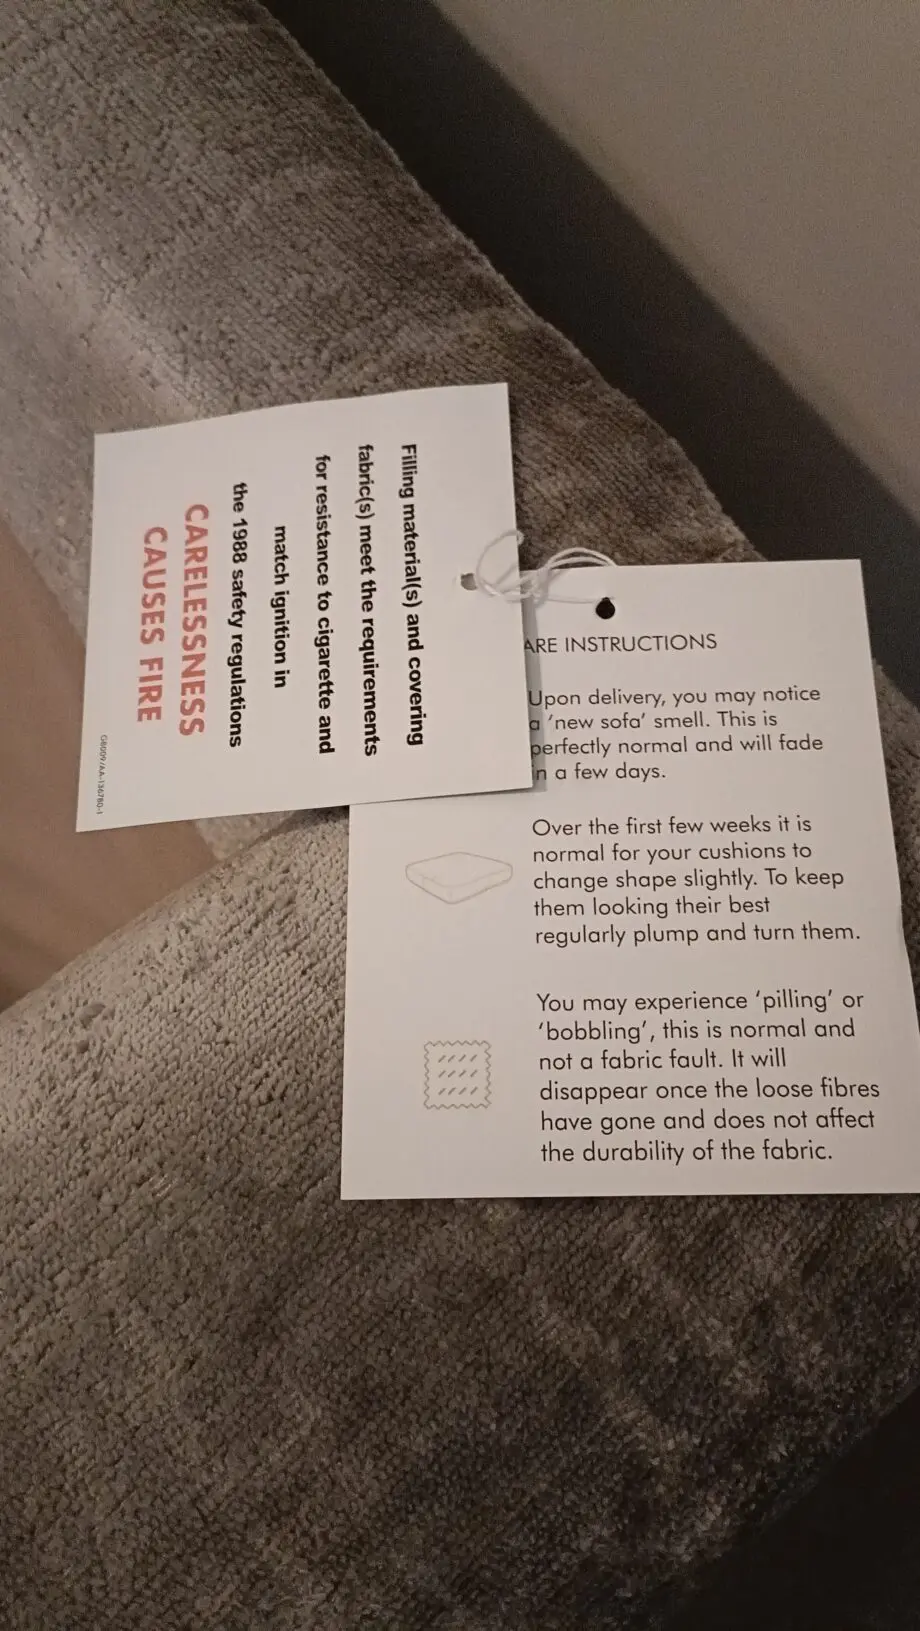 Filling material(s) and covering
fabric(s) meet the requirements
for resistance to cigarette and
match ignition in
the 1988 safety regulations
CARELESSNESS
CAUSES FIRE
ARE INSTRUCTIONS
Upon delivery, you may notice
a ‘new sofa’ smell. This is
perfectly normal and will fade
in a few days.
Over the first few weeks it is
normal for your cushions to
change shape slightly. To keep
them looking their best
regularly plump and turn them.
You may experience ‘pilling’ or
‘bobbling’, this is normal and
not a fabric fault. It will
disappear once the loose fibres
have gone and does not affect
the durability of the fabric.